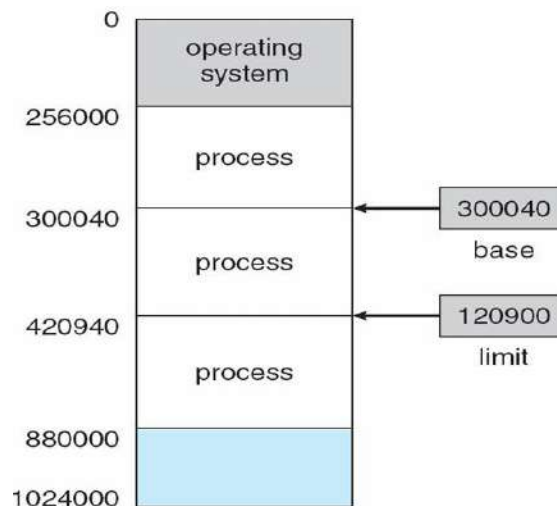 0
operating
system
256000
process
300040
300040
base
process
420940
120900
limit
process
880000
1024000